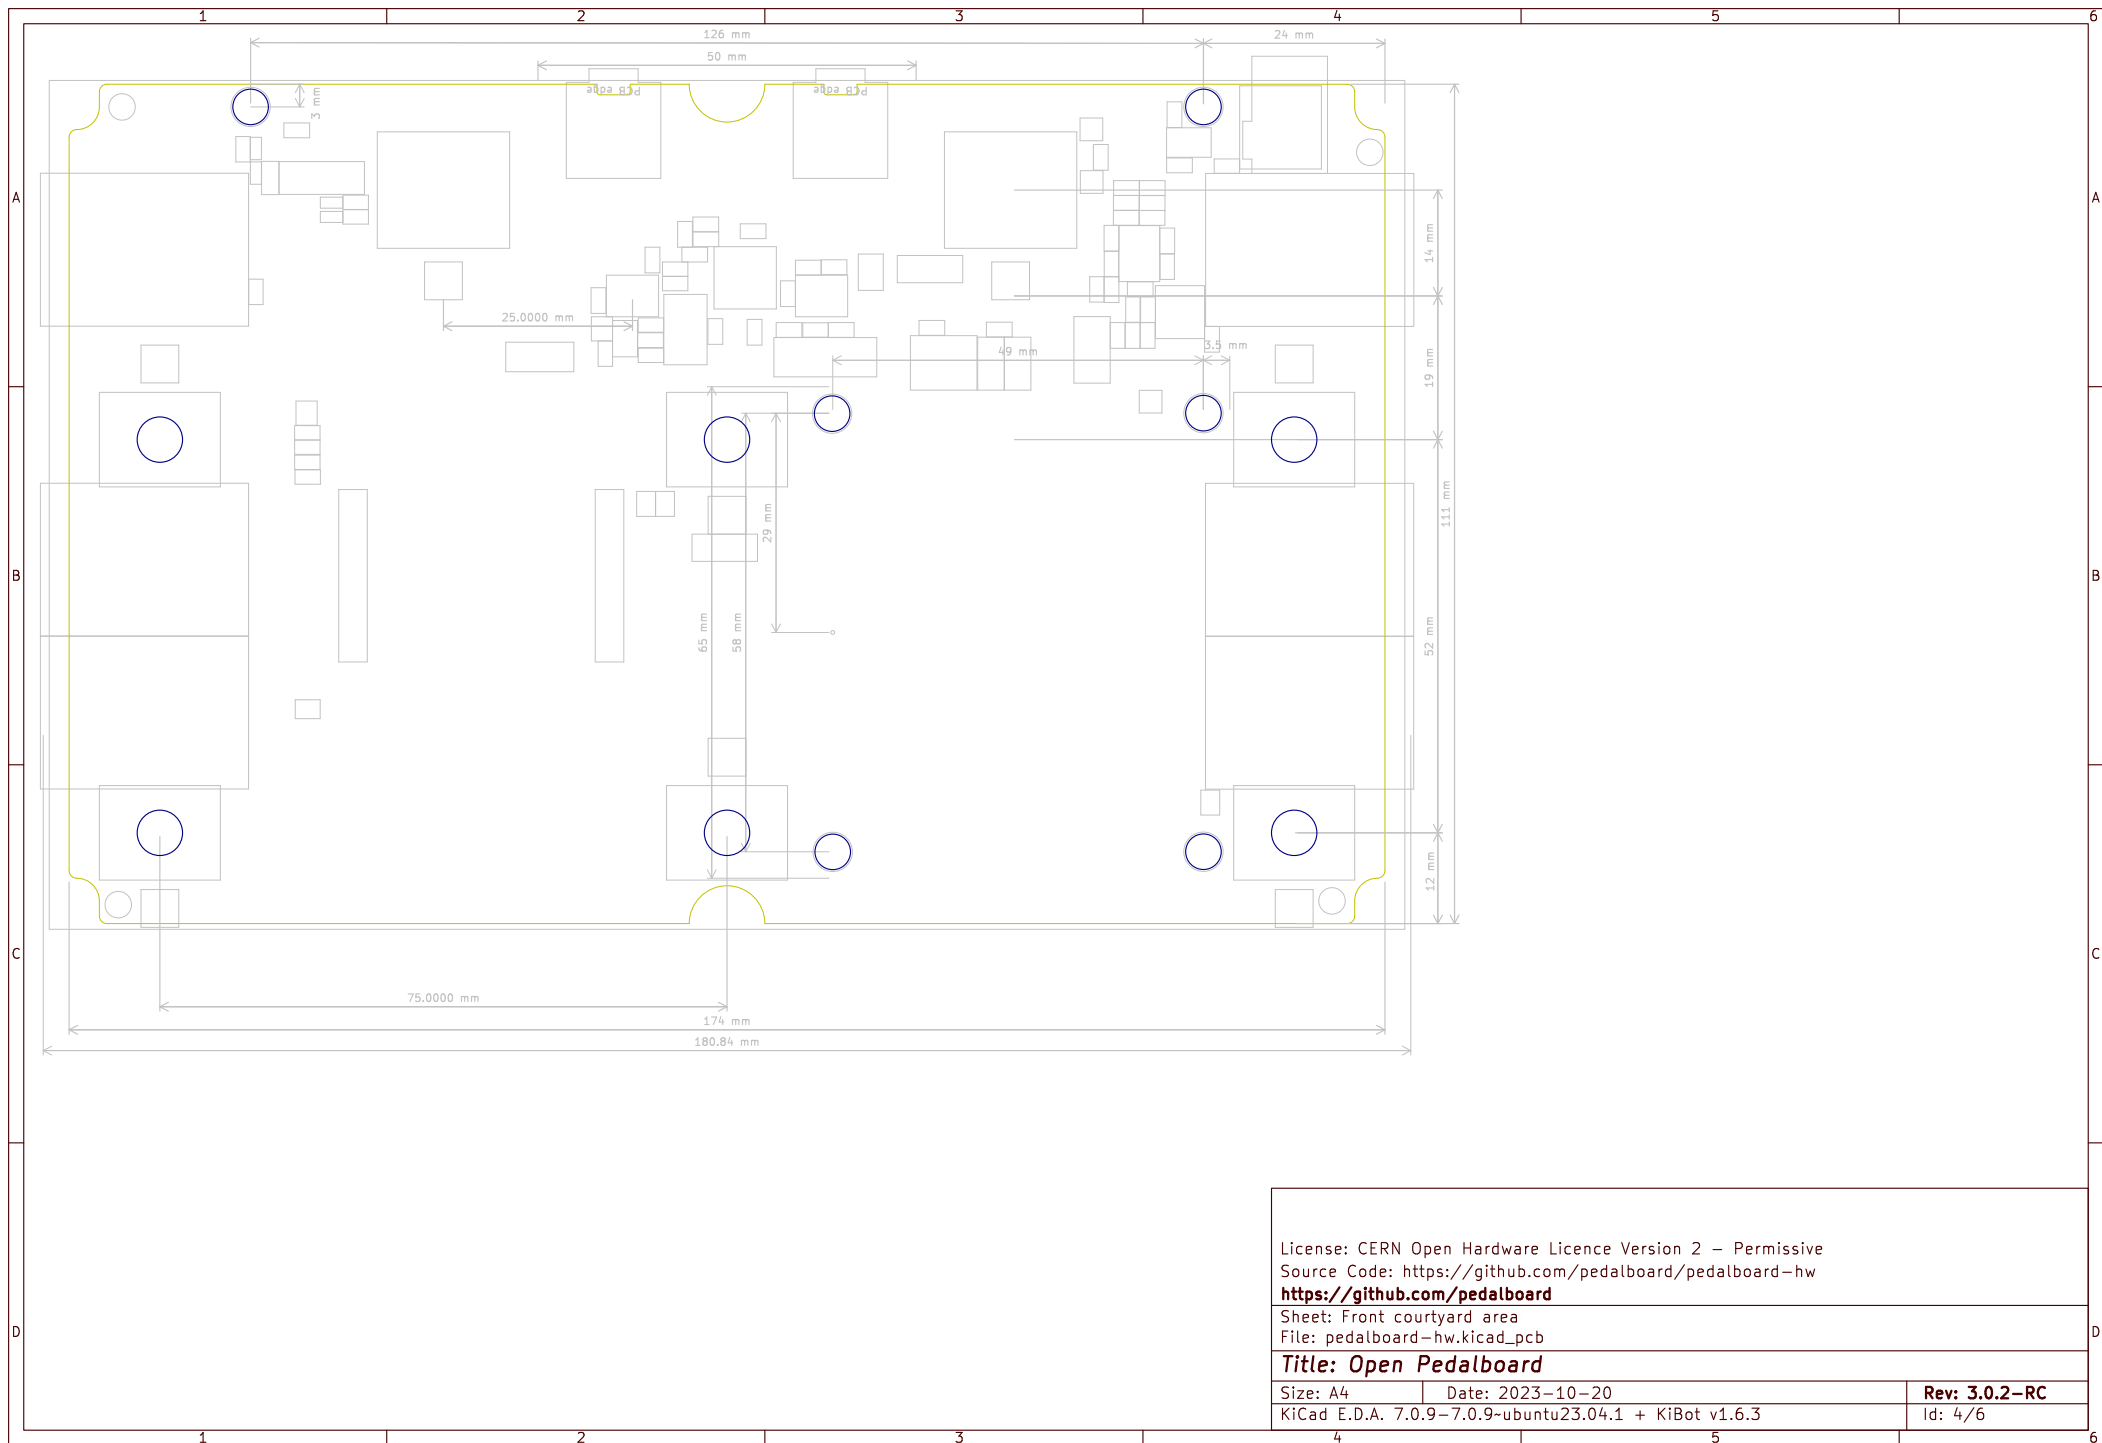 1 2 3 4 5 6
126 mm
24 mm
50 mm
3 mm
PCB edge
PCB edge
A
A
14 mm
25.0000 mm
49 mm
3.5 mm
19 mm
29 mm
111 mm
B
B
65 mm
58 mm
52 mm
12 mm
C
C
75.0000 mm
174 mm
180.84 mm
License: CERN Open Hardware Licence Version 2 – Permissive
Source Code: https://github.com/pedalboard/pedalboard-hw
https://github.com/pedalboard
Sheet: Front courtyard area
File: pedalboard-hw.kicad_pcb
D
D
Title: Open Pedalboard
Size: A4
Date: 2023-10-20
Rev: 3.0.2-RC
KiCad E.D.A. 7.0.9-7.0.9~ubuntu23.04.1 + KiBot v1.6.3
Id: 4/6
1 2 3 4 5 6